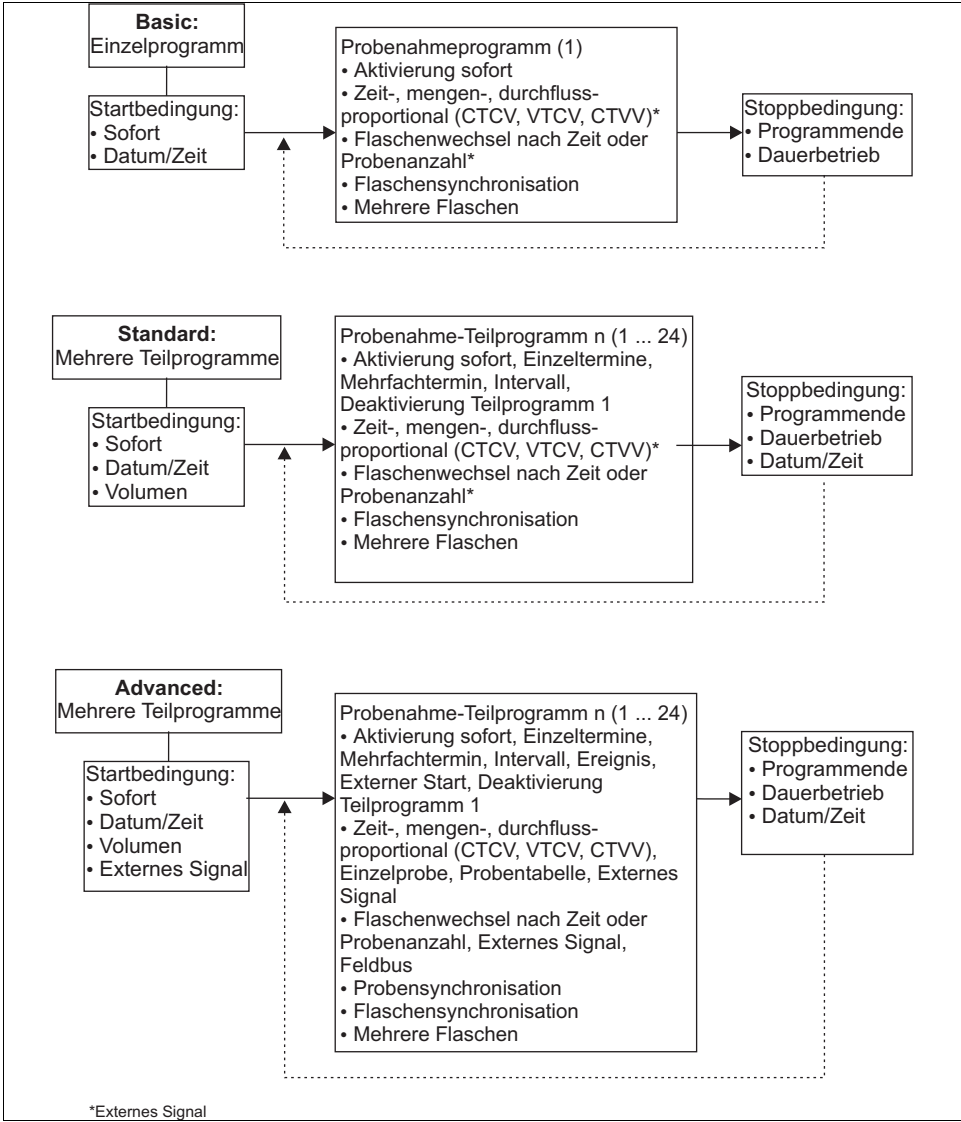 Basic:
Einzelprogramm
Startbedingung:
• Sofort
• Datum/Zeit
Probenahmeprogramm (1)
• Aktivierung sofort
• Zeit-, mengen-, durchfluss-
proportional (CTCV, VTCV, CTVV)*
• Flaschenwechsel nach Zeit oder
Probenanzahl*
• Flaschensynchronisation
• Mehrere Flaschen
Stoppbedingung:
• Programmende
• Dauerbetrieb
Standard:
Mehrere Teilprogramme
Startbedingung:
• Sofort
• Datum/Zeit
• Volumen
Probenahme-Teilprogramm n (1 ... 24)
• Aktivierung sofort, Einzeltermine,
Mehrfachtermin, Intervall,
Deaktivierung Teilprogramm 1
• Zeit-, mengen-, durchfluss-
proportional (CTCV, VTCV, CTVV)*
• Flaschenwechsel nach Zeit oder
Probenanzahl*
• Flaschensynchronisation
• Mehrere Flaschen
Stoppbedingung:
• Programmende
• Dauerbetrieb
• Datum/Zeit
Advanced:
Mehrere Teilprogramme
Startbedingung:
• Sofort
• Datum/Zeit
• Volumen
• Externes Signal
Probenahme-Teilprogramm n (1 ... 24)
• Aktivierung sofort, Einzeltermine,
Mehrfachtermin, Intervall, Ereignis,
Externer Start, Deaktivierung
Teilprogramm 1
• Zeit-, mengen-, durchfluss-
proportional (CTCV, VTCV, CTVV),
Einzelprobe, Probentabelle, Externes
Signal
• Flaschenwechsel nach Zeit oder
Probenanzahl, Externes Signal,
Feldbus
• Probensynchronisation
• Flaschensynchronisation
• Mehrere Flaschen
Stoppbedingung:
• Programmende
• Dauerbetrieb
• Datum/Zeit
*Externes Signal